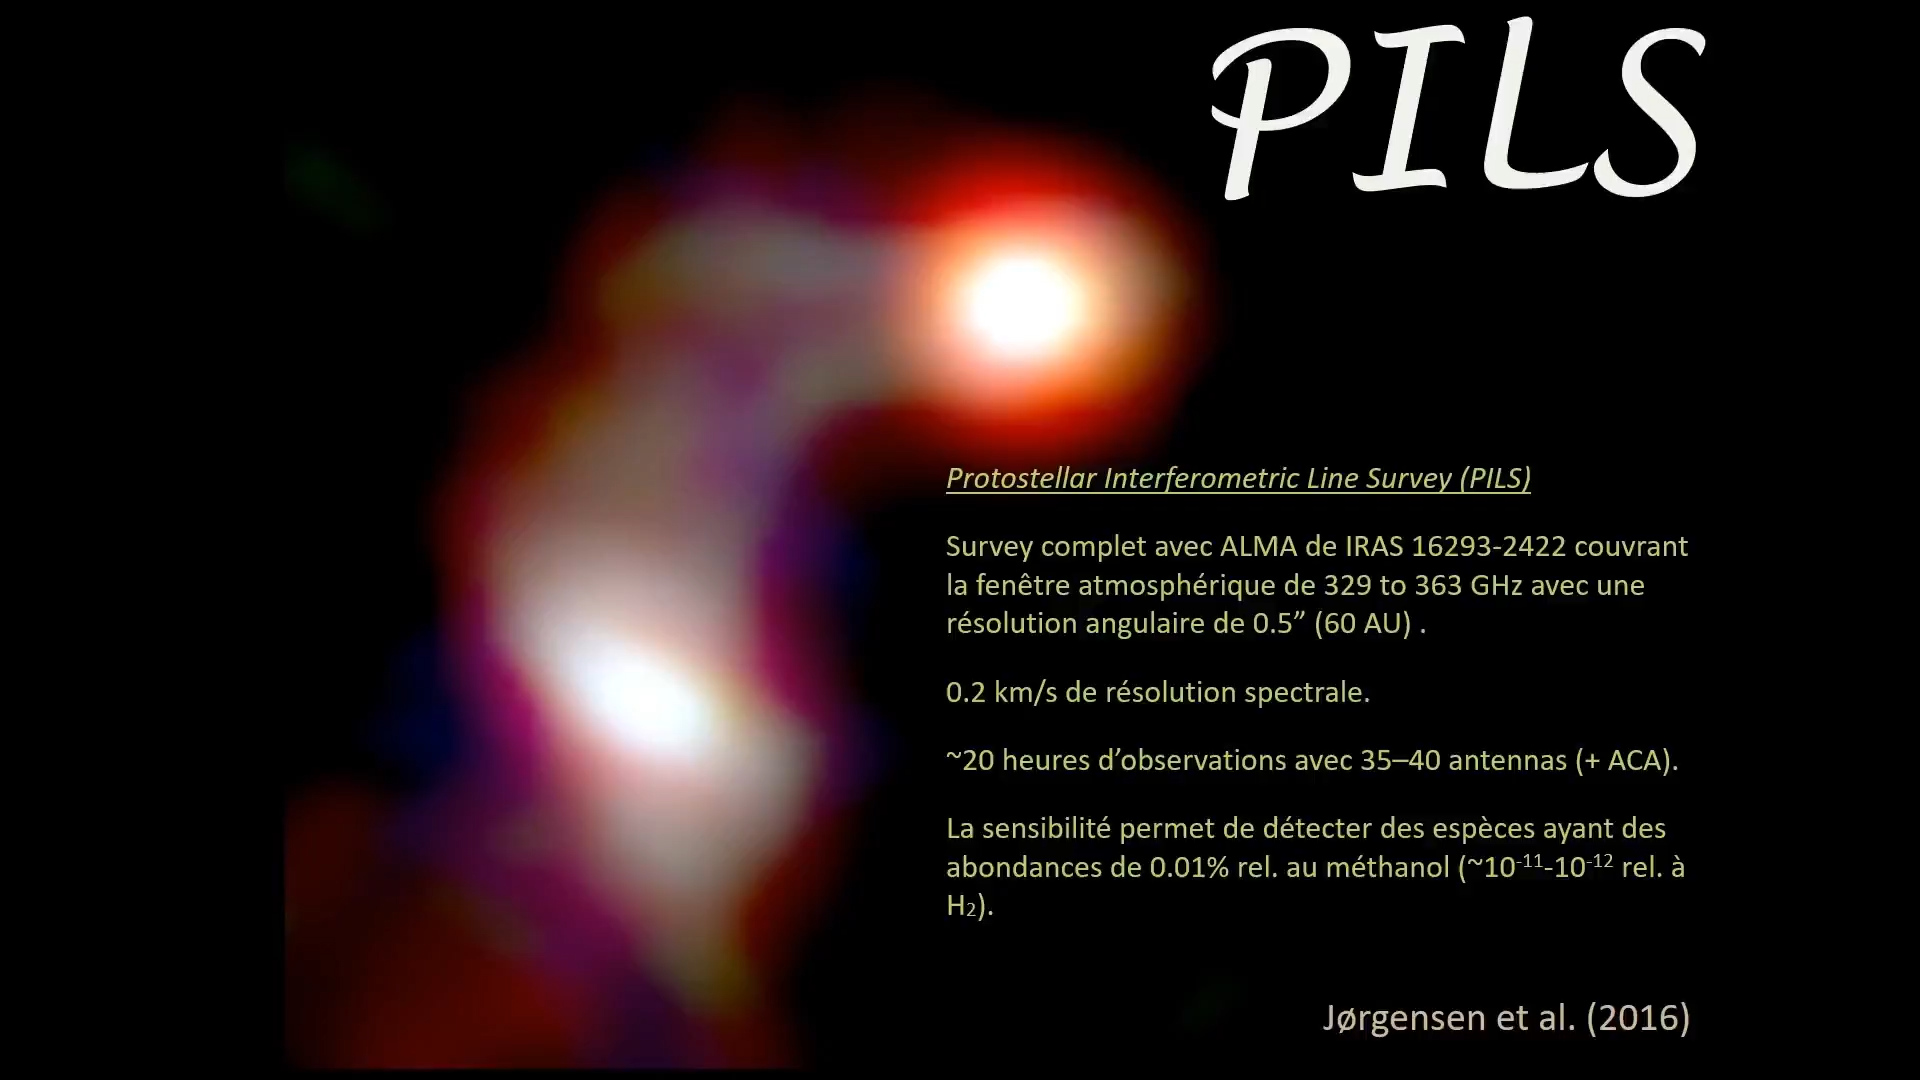 PILS
Protostellar Interferometric Line Survey (PILS)
Survey complet avec ALMA de IRAS 16293-2422 couvrant
la fenêtre atmosphérique de 329 to 363 GHz avec une
résolution angulaire de 0.5” (60 AU) .
0.2 km/s de résolution spectrale.
~20 heures d’observations avec 35–40 antennas (+ ACA).
La sensibilité permet de détecter des espèces ayant des
abondances de 0.01% rel. au méthanol (~10⁻¹¹-10⁻¹² rel. à
H₂).
Jørgensen et al. (2016)